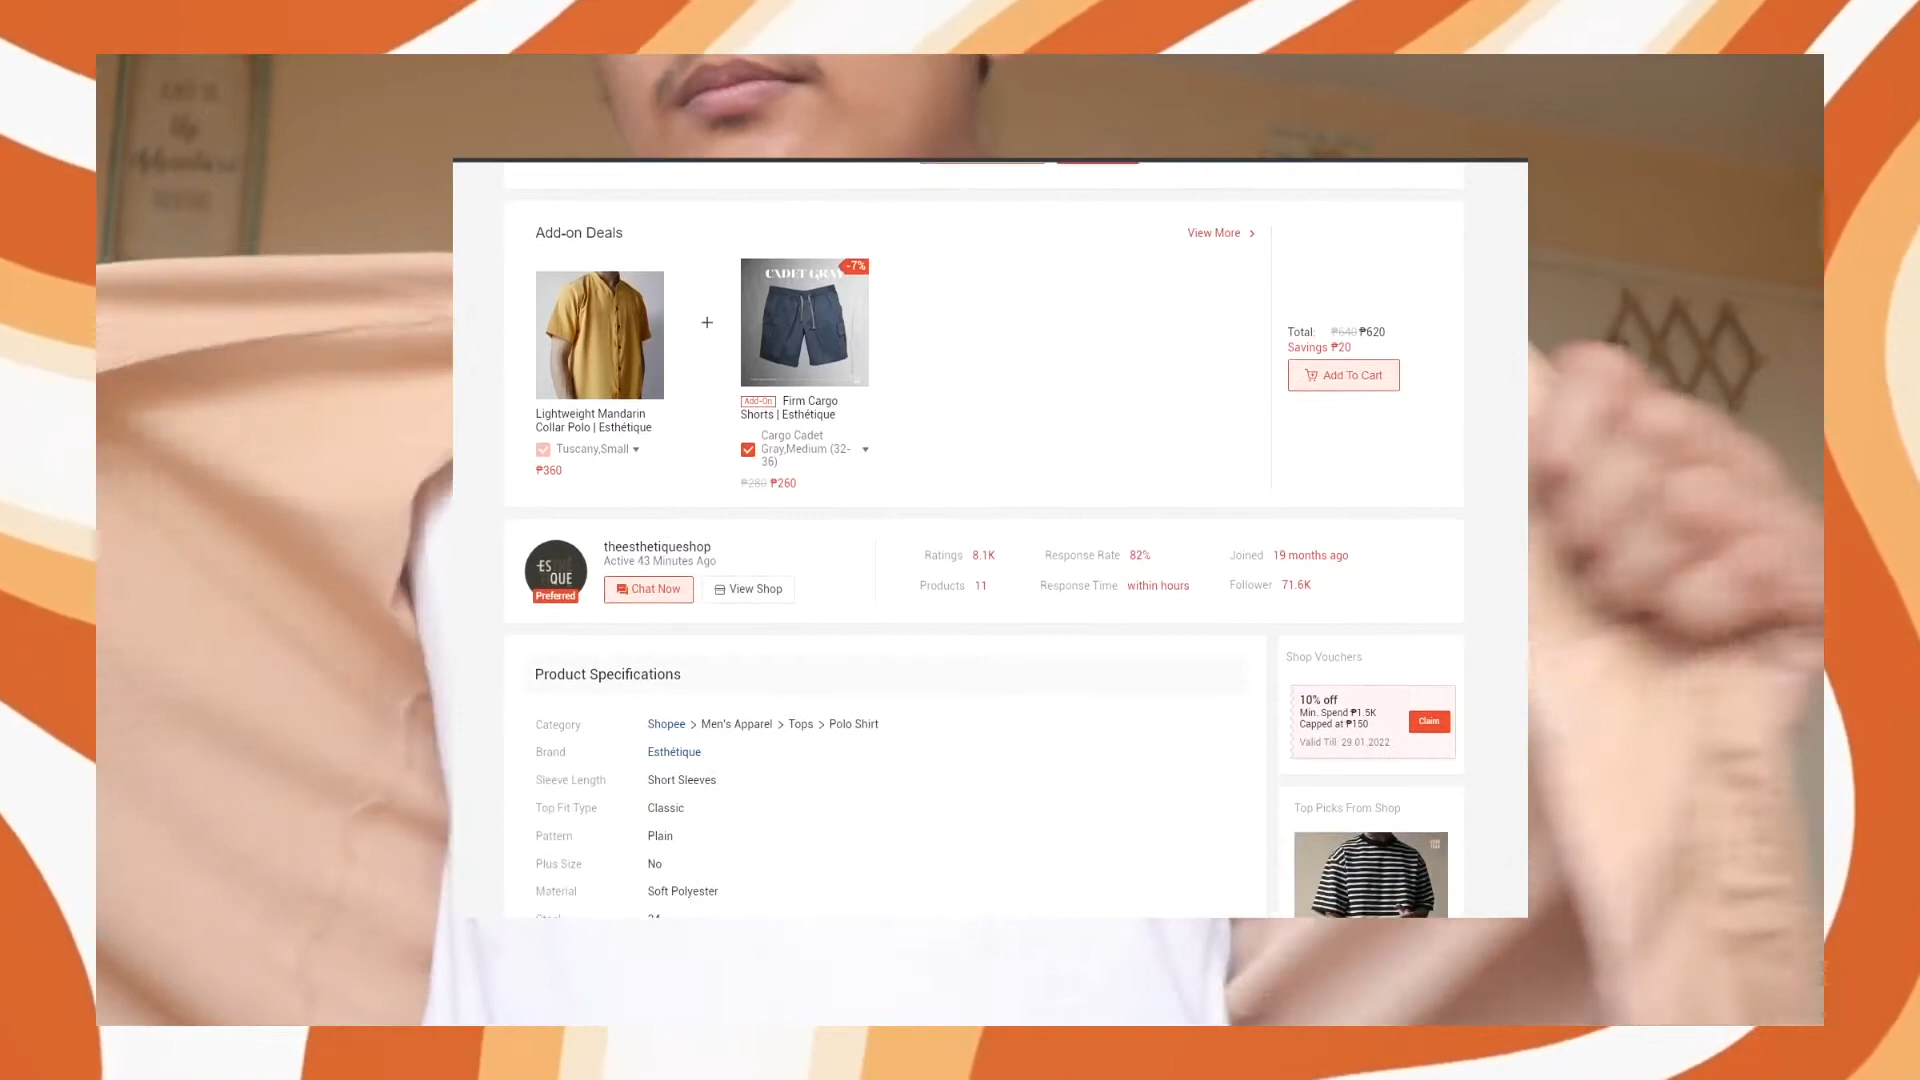 Add-on Deals
View More
CADET GRAY
-7%
Total: ₱640 ₱620
Savings ₱20
Add To Cart
Lightweight Mandarin
Collar Polo | Esthétique
Tuscany,Small
₱360
Add-On Firm Cargo
Shorts | Esthétique
Cargo Cadet
Gray,Medium (32-
36)
₱280 ₱260
ES
QUE
Preferred
theesthetiqueshop
Active 43 Minutes Ago
Chat Now
View Shop
Ratings 8.1K
Response Rate 82%
Joined 19 months ago
Products 11
Response Time within hours
Follower 71.6K
Product Specifications
Category Shopee > Men's Apparel > Tops > Polo Shirt
Brand Esthétique
Sleeve Length Short Sleeves
Top Fit Type Classic
Pattern Plain
Plus Size No
Material Soft Polyester
Shop Vouchers
10% off
Min. Spend ₱1.5K
Capped at ₱150
Valid Till: 29.01.2022
Claim
Top Picks From Shop